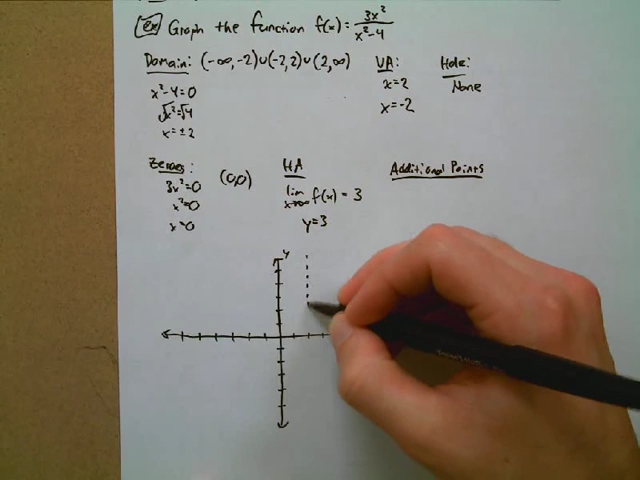 Ex Graph the function f(x) = 3x²/x²-4
Domain: (-∞, -2)∪(-2,2)∪(2,∞)
x²-4=0
√x²=√4
x=±2
VA:
x=2
x=-2
Hole:
None
Zeroes:
3x²=0
x²=0
x=0
(0,0)
HA
lim x→∞ f(x) = 3
y=3
Additional Points
y